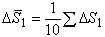 ΔS̅₁ = 1/10 ∑ ΔS₁